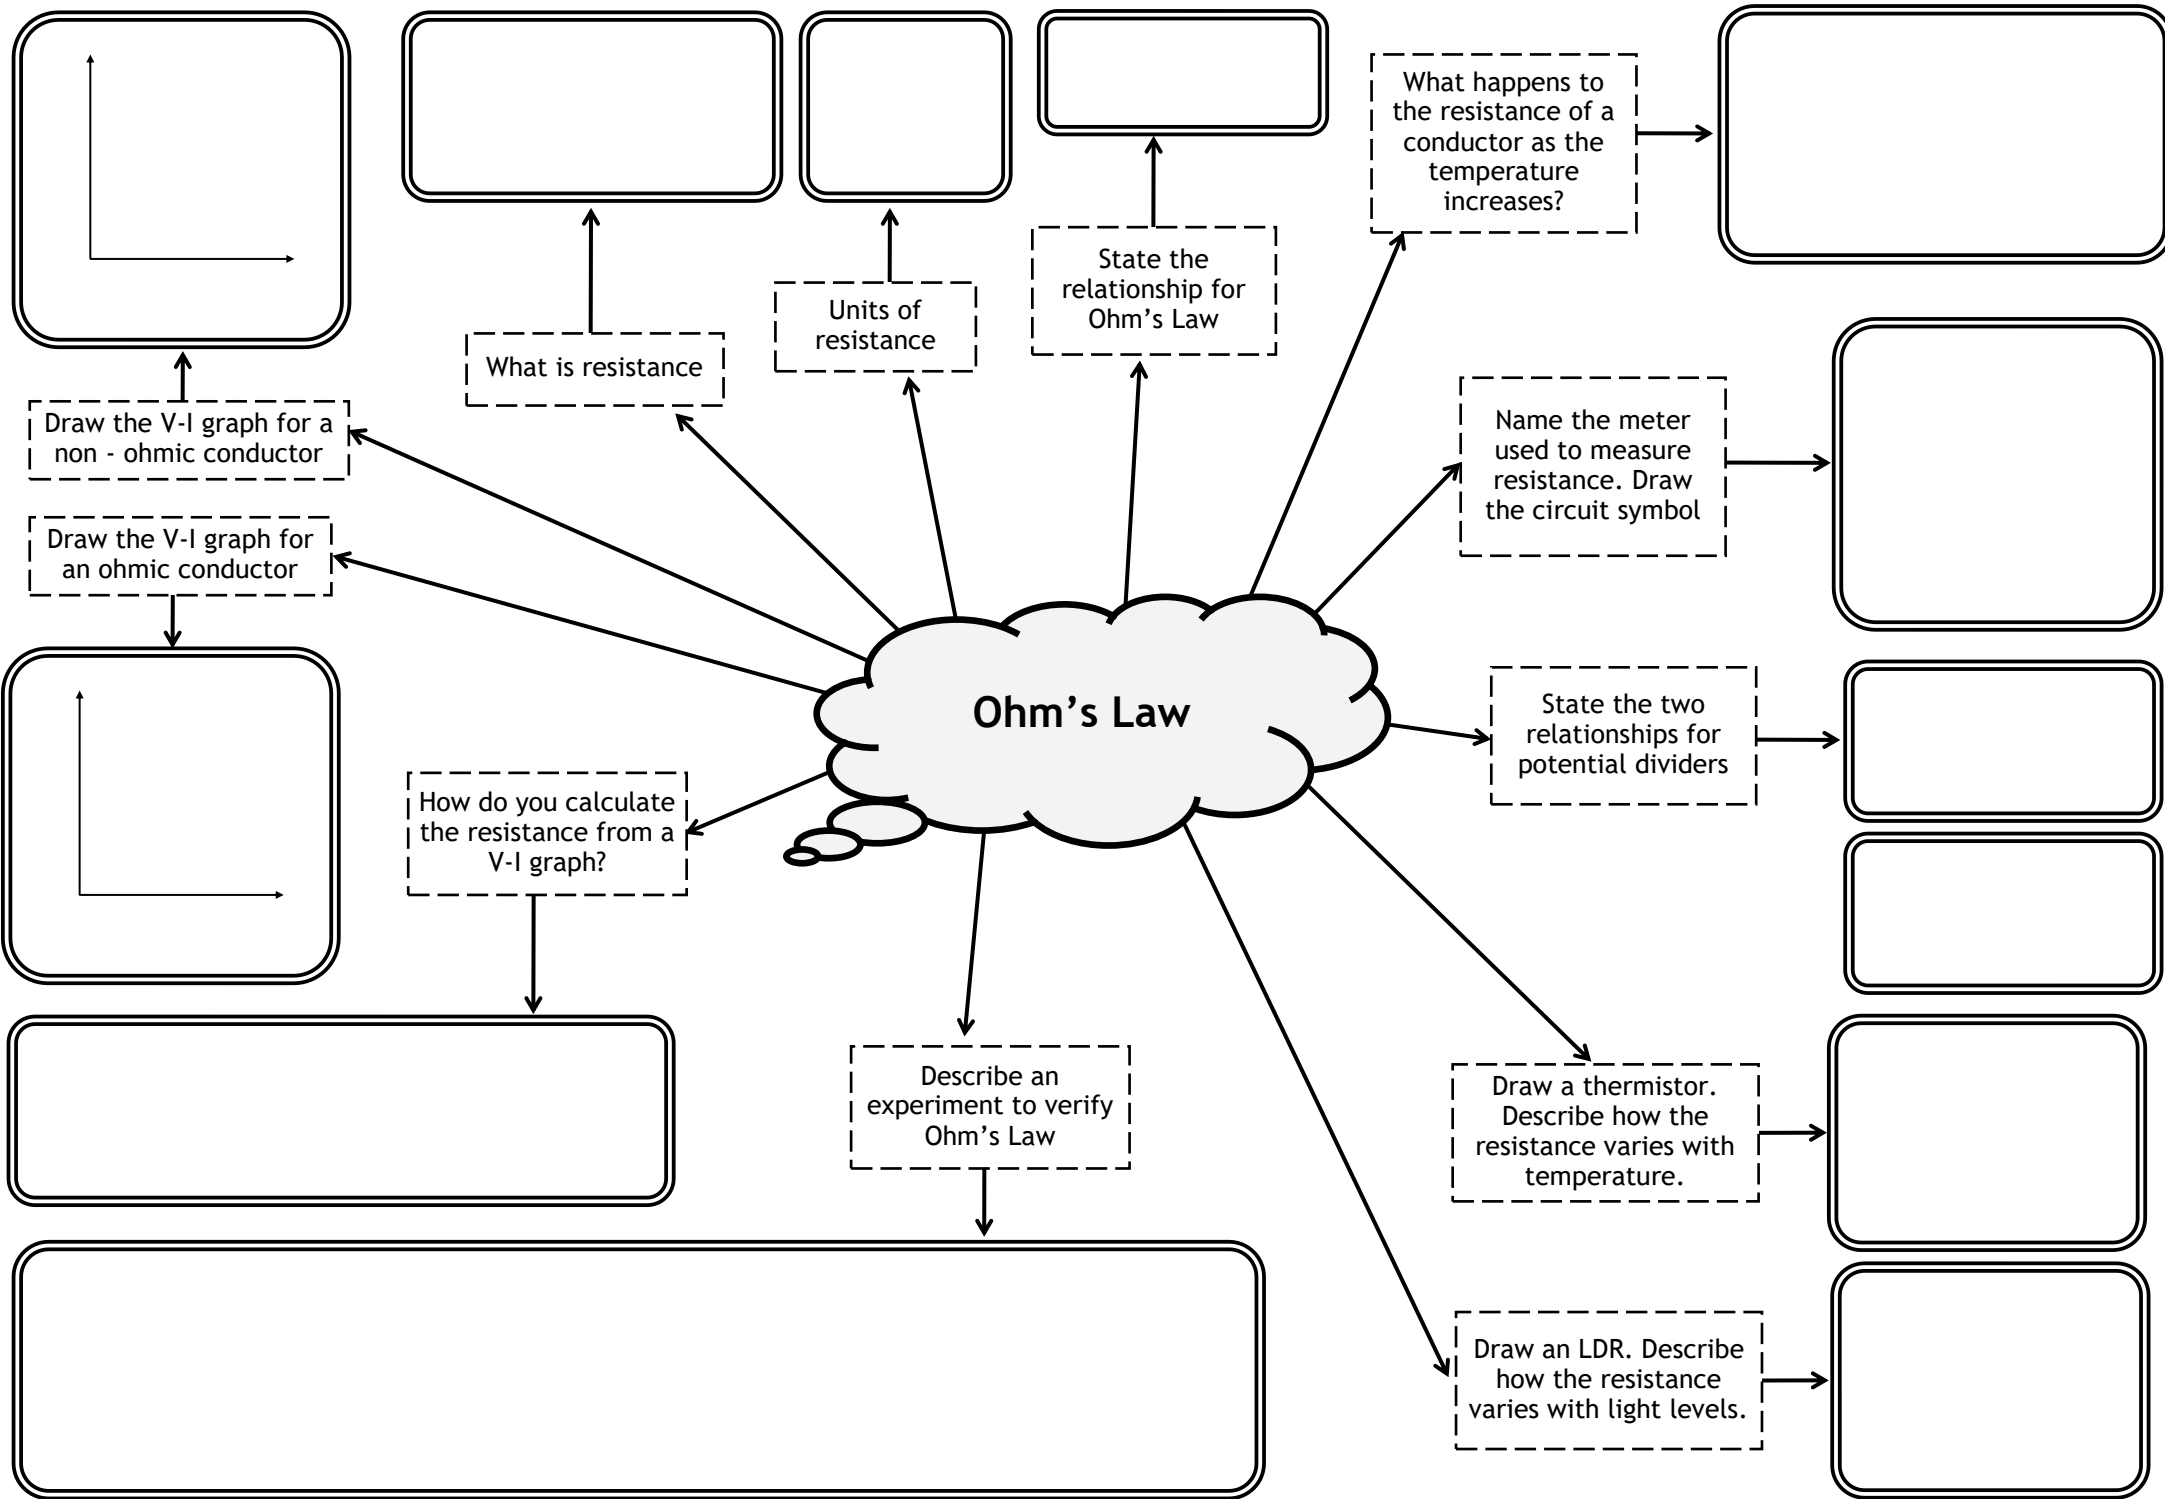 What happens to
the resistance of a
conductor as the
temperature
increases?
State the
relationship for
Ohm's Law
Units of
resistance
What is resistance
Draw the V-I graph for a
non - ohmic conductor
Name the meter
used to measure
resistance. Draw
the circuit symbol
Draw the V-I graph for
an ohmic conductor
Ohm's Law
State the two
relationships for
potential dividers
How do you calculate
the resistance from a
V-I graph?
Describe an
experiment to verify
Ohm's Law
Draw a thermistor.
Describe how the
resistance varies with
temperature.
Draw an LDR. Describe
how the resistance
varies with light levels.